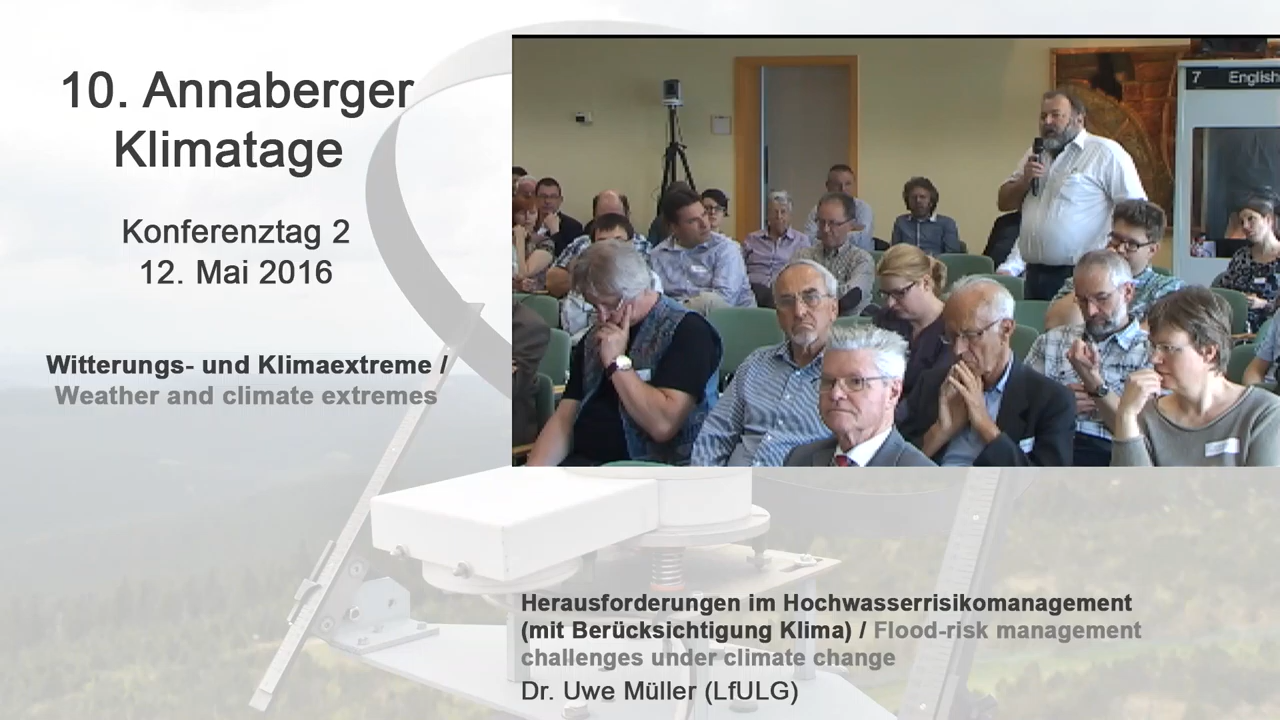 10. Annaberger
Klimatage
Konferenztag 2
12. Mai 2016
Witterungs- und Klimaextreme /
Weather and climate extremes
7 English
Herausforderungen im Hochwasserrisikomanagement
(mit Berücksichtigung Klima) / Flood-risk management
challenges under climate change
Dr. Uwe Müller (LfULG)